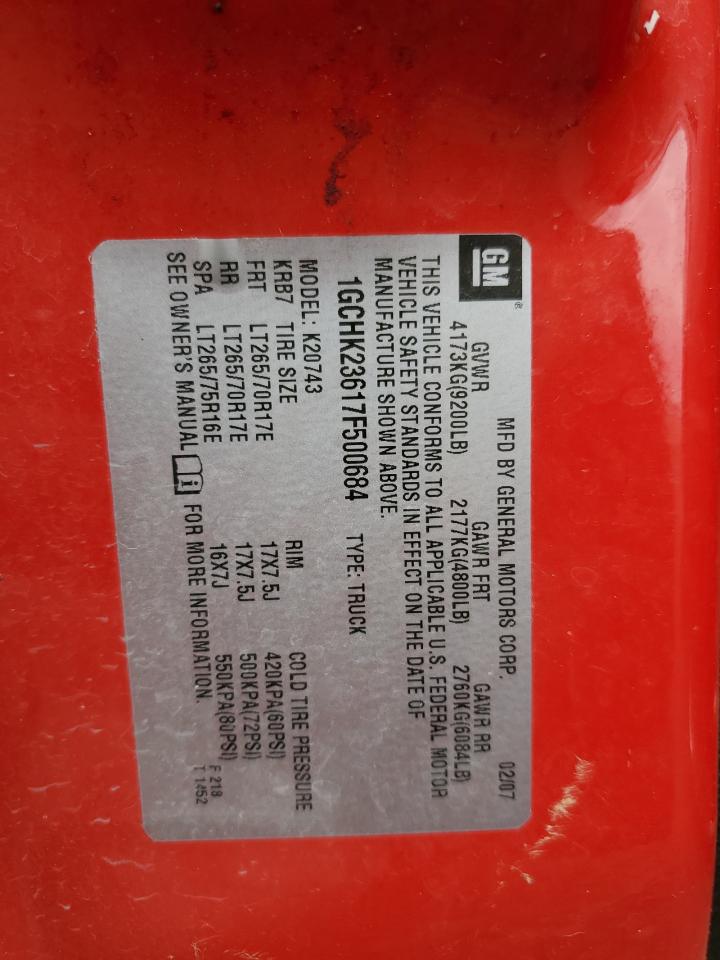 GM®
MFD BY GENERAL MOTORS CORP. 02/07
GVWR GAWR FRT GAWR RR
4173KG(9200LB) 2177KG(4800LB) 2760KG(6084LB)
THIS VEHICLE CONFORMS TO ALL APPLICABLE U.S. FEDERAL MOTOR
VEHICLE SAFETY STANDARDS IN EFFECT ON THE DATE OF
MANUFACTURE SHOWN ABOVE.
1GCHK23617F500684 TYPE: TRUCK
MODEL: K20743
KRB7 TIRE SIZE RIM COLD TIRE PRESSURE
FRT LT265/70R17E 17X7.5J 420KPA(60PSI)
RR LT265/70R17E 17X7.5J 500KPA(72PSI)
SPA LT265/75R16E 16X7J 550KPA(80PSI) F 218
SEE OWNER'S MANUAL FOR MORE INFORMATION. T 1452